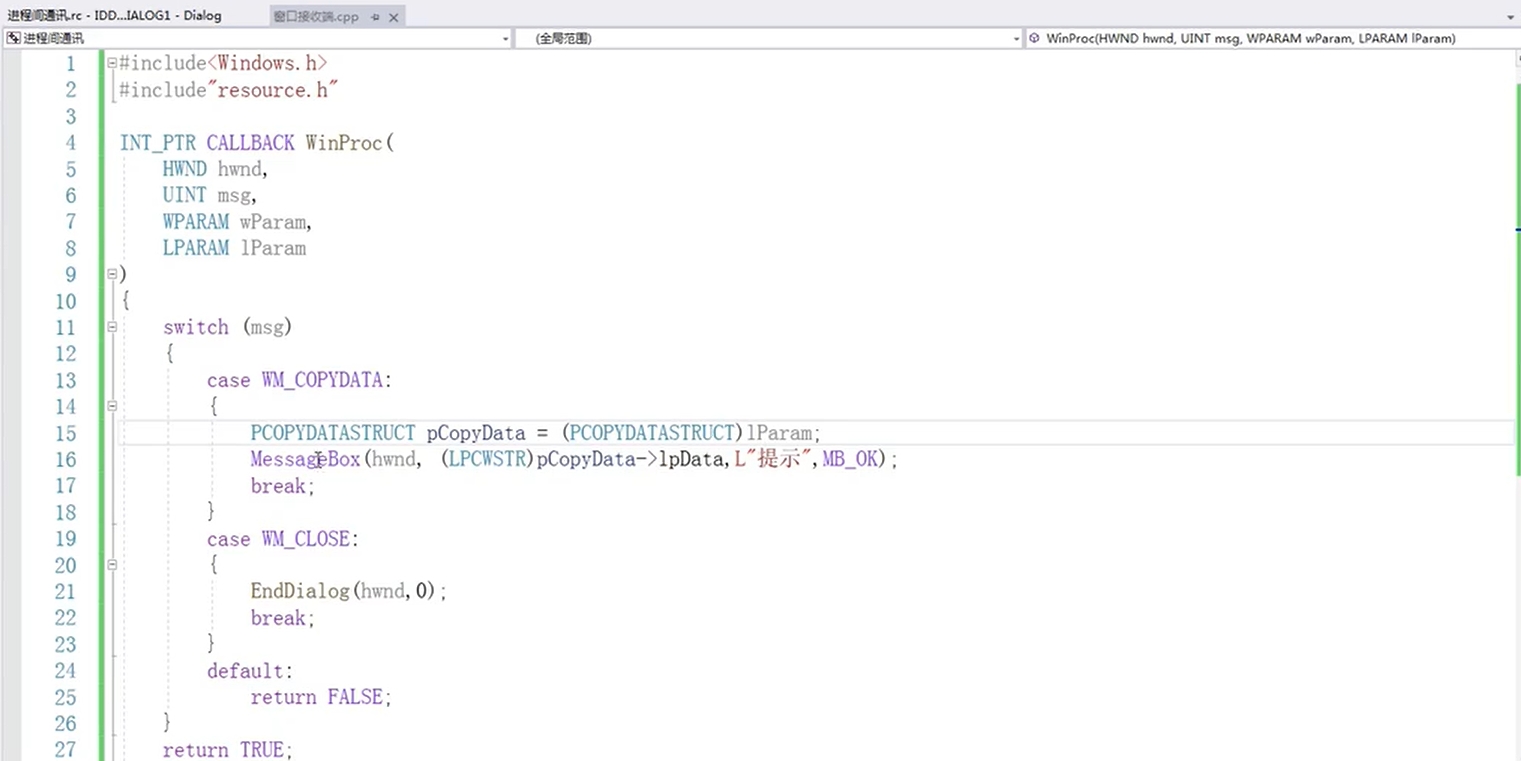 进程间通讯.rc - IDD...IALOG1 - Dialog 窗口接收端.cpp
进程间通讯 (全局范围) WinProc(HWND hwnd, UINT msg, WPARAM wParam, LPARAM lParam)
1 #include<Windows.h>
2 #include"resource.h"
3
4 INT_PTR CALLBACK WinProc(
5 HWND hwnd,
6 UINT msg,
7 WPARAM wParam,
8 LPARAM lParam
9 )
10 {
11 switch (msg)
12 {
13 case WM_COPYDATA:
14 {
15 PCOPYDATASTRUCT pCopyData = (PCOPYDATASTRUCT)lParam;
16 MessageBox(hwnd, (LPCWSTR)pCopyData->lpData,L"提示",MB_OK);
17 break;
18 }
19 case WM_CLOSE:
20 {
21 EndDialog(hwnd,0);
22 break;
23 }
24 default:
25 return FALSE;
26 }
27 return TRUE;